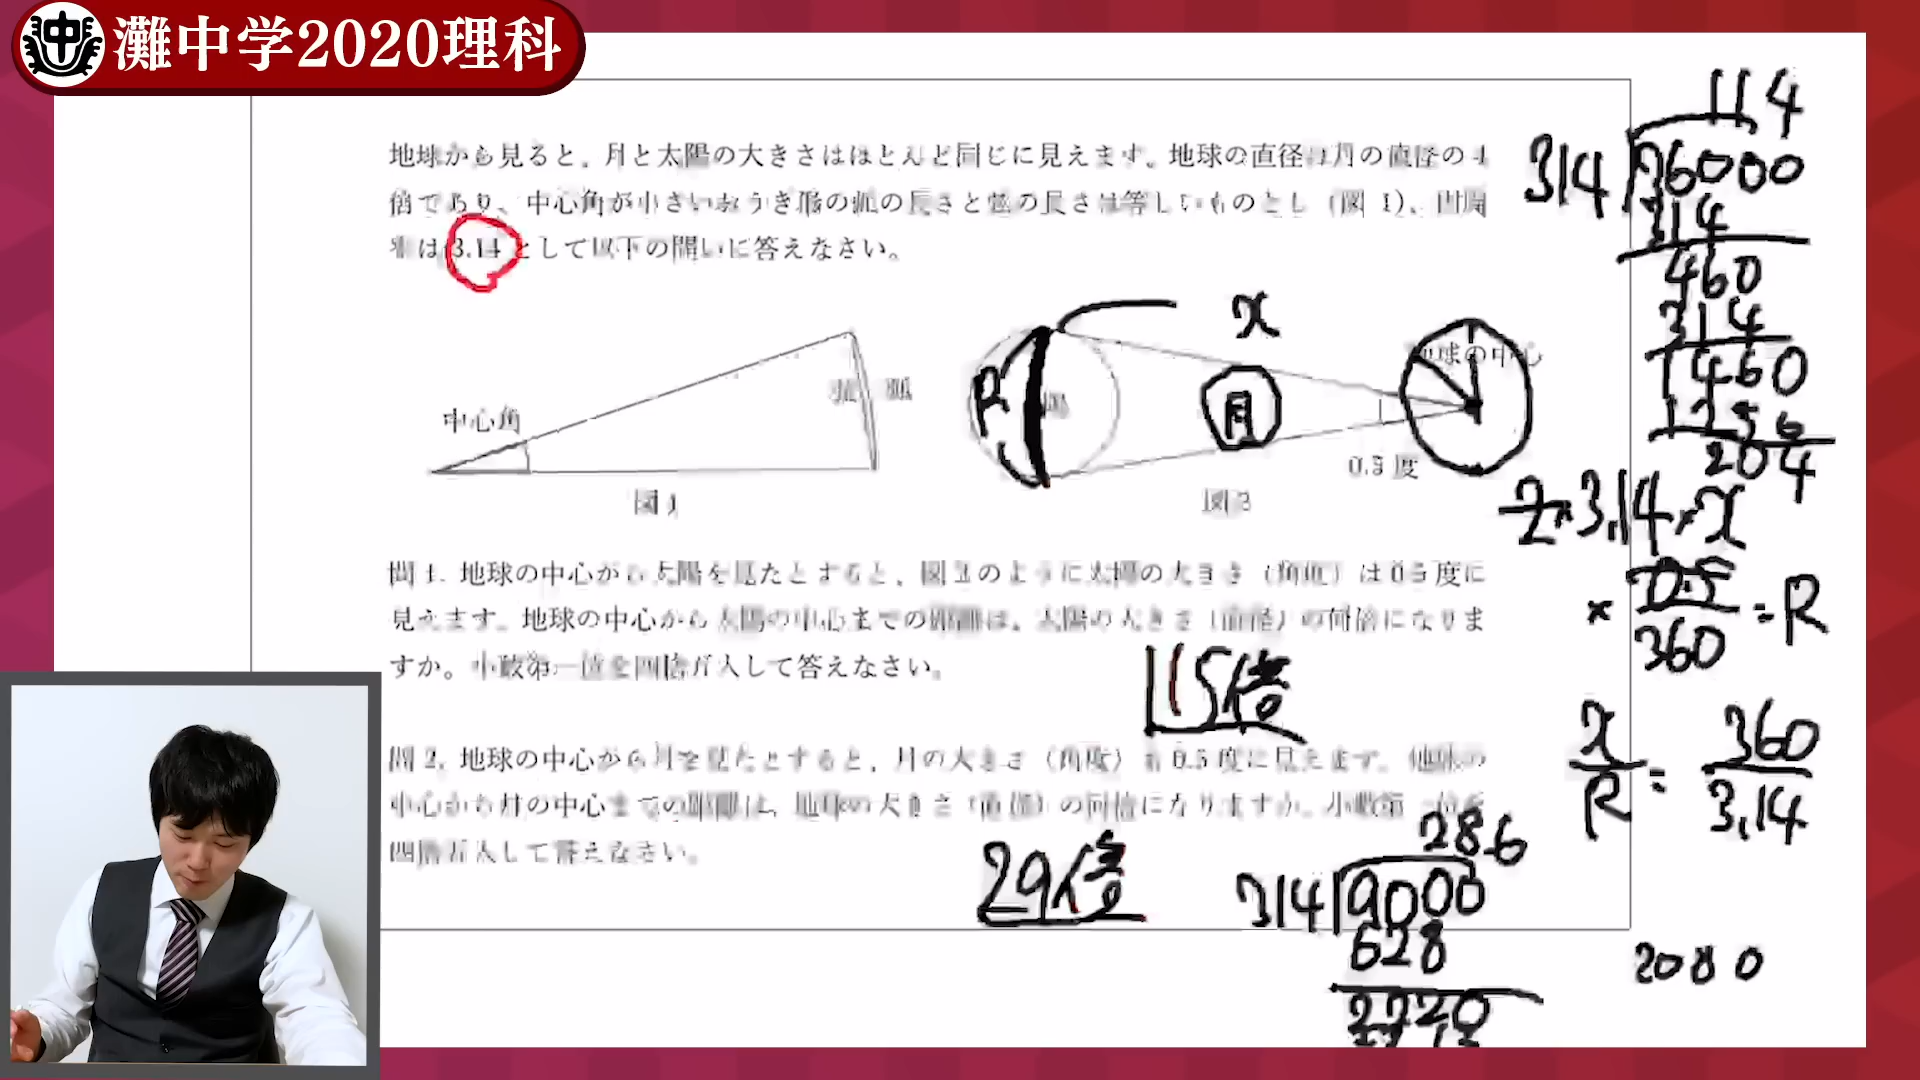 中
灘中学2020理科
地球から見ると、月と太陽の大きさはほとんど同じに見えます。地球の直径は月の直径の4
倍であり、中心角が小さいおうぎ形の弧の長さと弦の長さは等しいものとし(図1)、円周
率は3.14として以下の問いに答えなさい。
中心角
弦 弧
図1
R
x
月
地球の中心
0.5度
図2
問1. 地球の中心から太陽を見たとすると、図2のように太陽の大きさ(角度)は0.5度に
見えます。地球の中心から太陽の中心までの距離は、太陽の大きさ(直径)の何倍になりま
すか。小数第一位を四捨五入して答えなさい。
115倍
問2. 地球の中心から月を見たとすると、月の大きさ(角度)も0.5度に見えます。地球の
中心から月の中心までの距離は、地球の大きさ(直径)の何倍になりますか。小数第一位を
四捨五入して答えなさい。
29倍
114
314 36000
314
460
314
1460
1256
204
2×3.14×x
× 0.5/360 = R
x/R = 360/3.14
28.6
314 9000
628
2720
2080